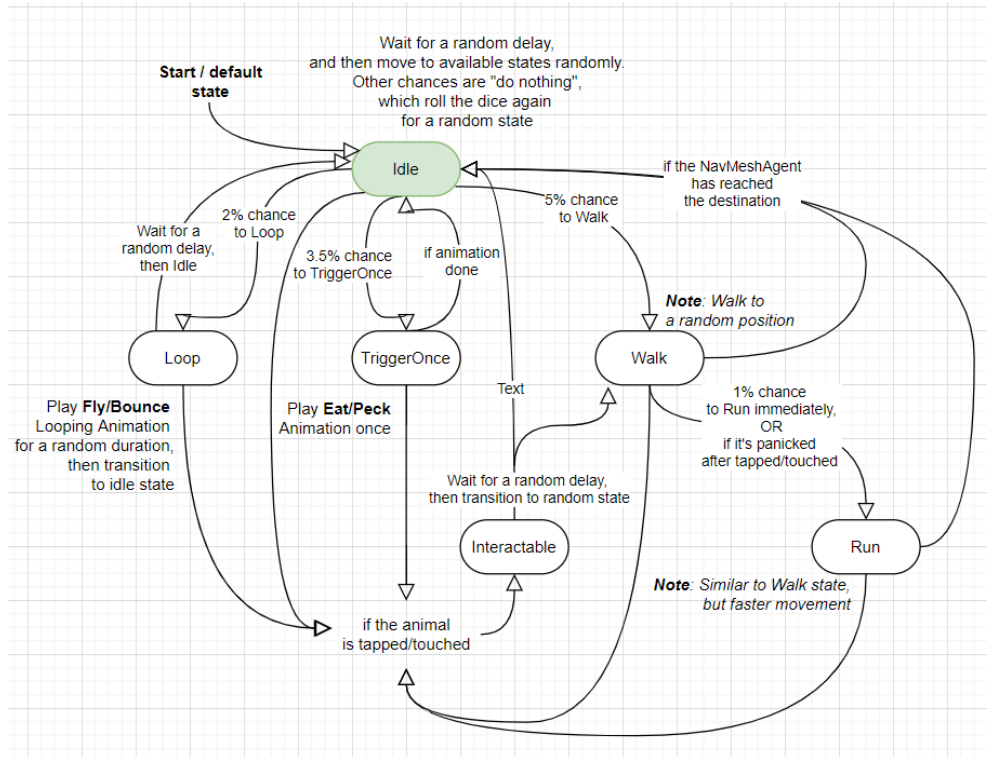 Wait for a random delay,
and then move to available states randomly.
Other chances are "do nothing",
which roll the dice again
for a random state
Start / default
state
Idle
if the NavMeshAgent
has reached
the destination
2% chance
to Loop
5% chance
to Walk
Wait for a
random delay,
then Idle
3.5% chance
to TriggerOnce
if animation
done
Note: Walk to
a random position
Loop
TriggerOnce
Walk
Text
1% chance
to Run immediately,
OR
if it's panicked
after tapped/touched
Play Fly/Bounce
Looping Animation
for a random duration,
then transition
to idle state
Play Eat/Peck
Animation once
Wait for a random delay,
then transition to random state
Interactable
Run
Note: Similar to Walk state,
but faster movement
if the animal
is tapped/touched